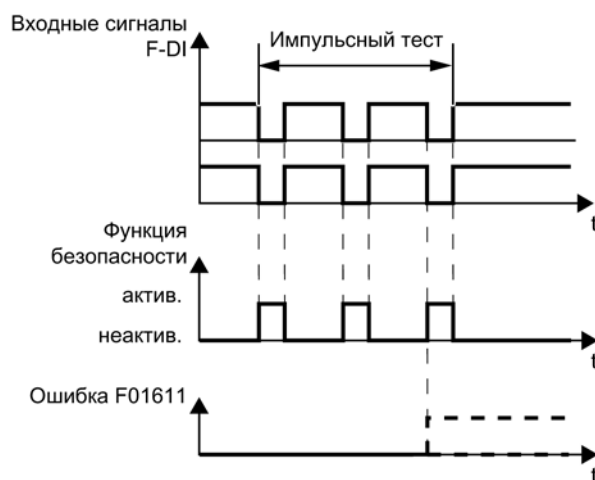 Входные сигналы
F-DI
Импульсный тест
t
Функция
безопасности
актив.
неактив.
t
Ошибка F01611
t